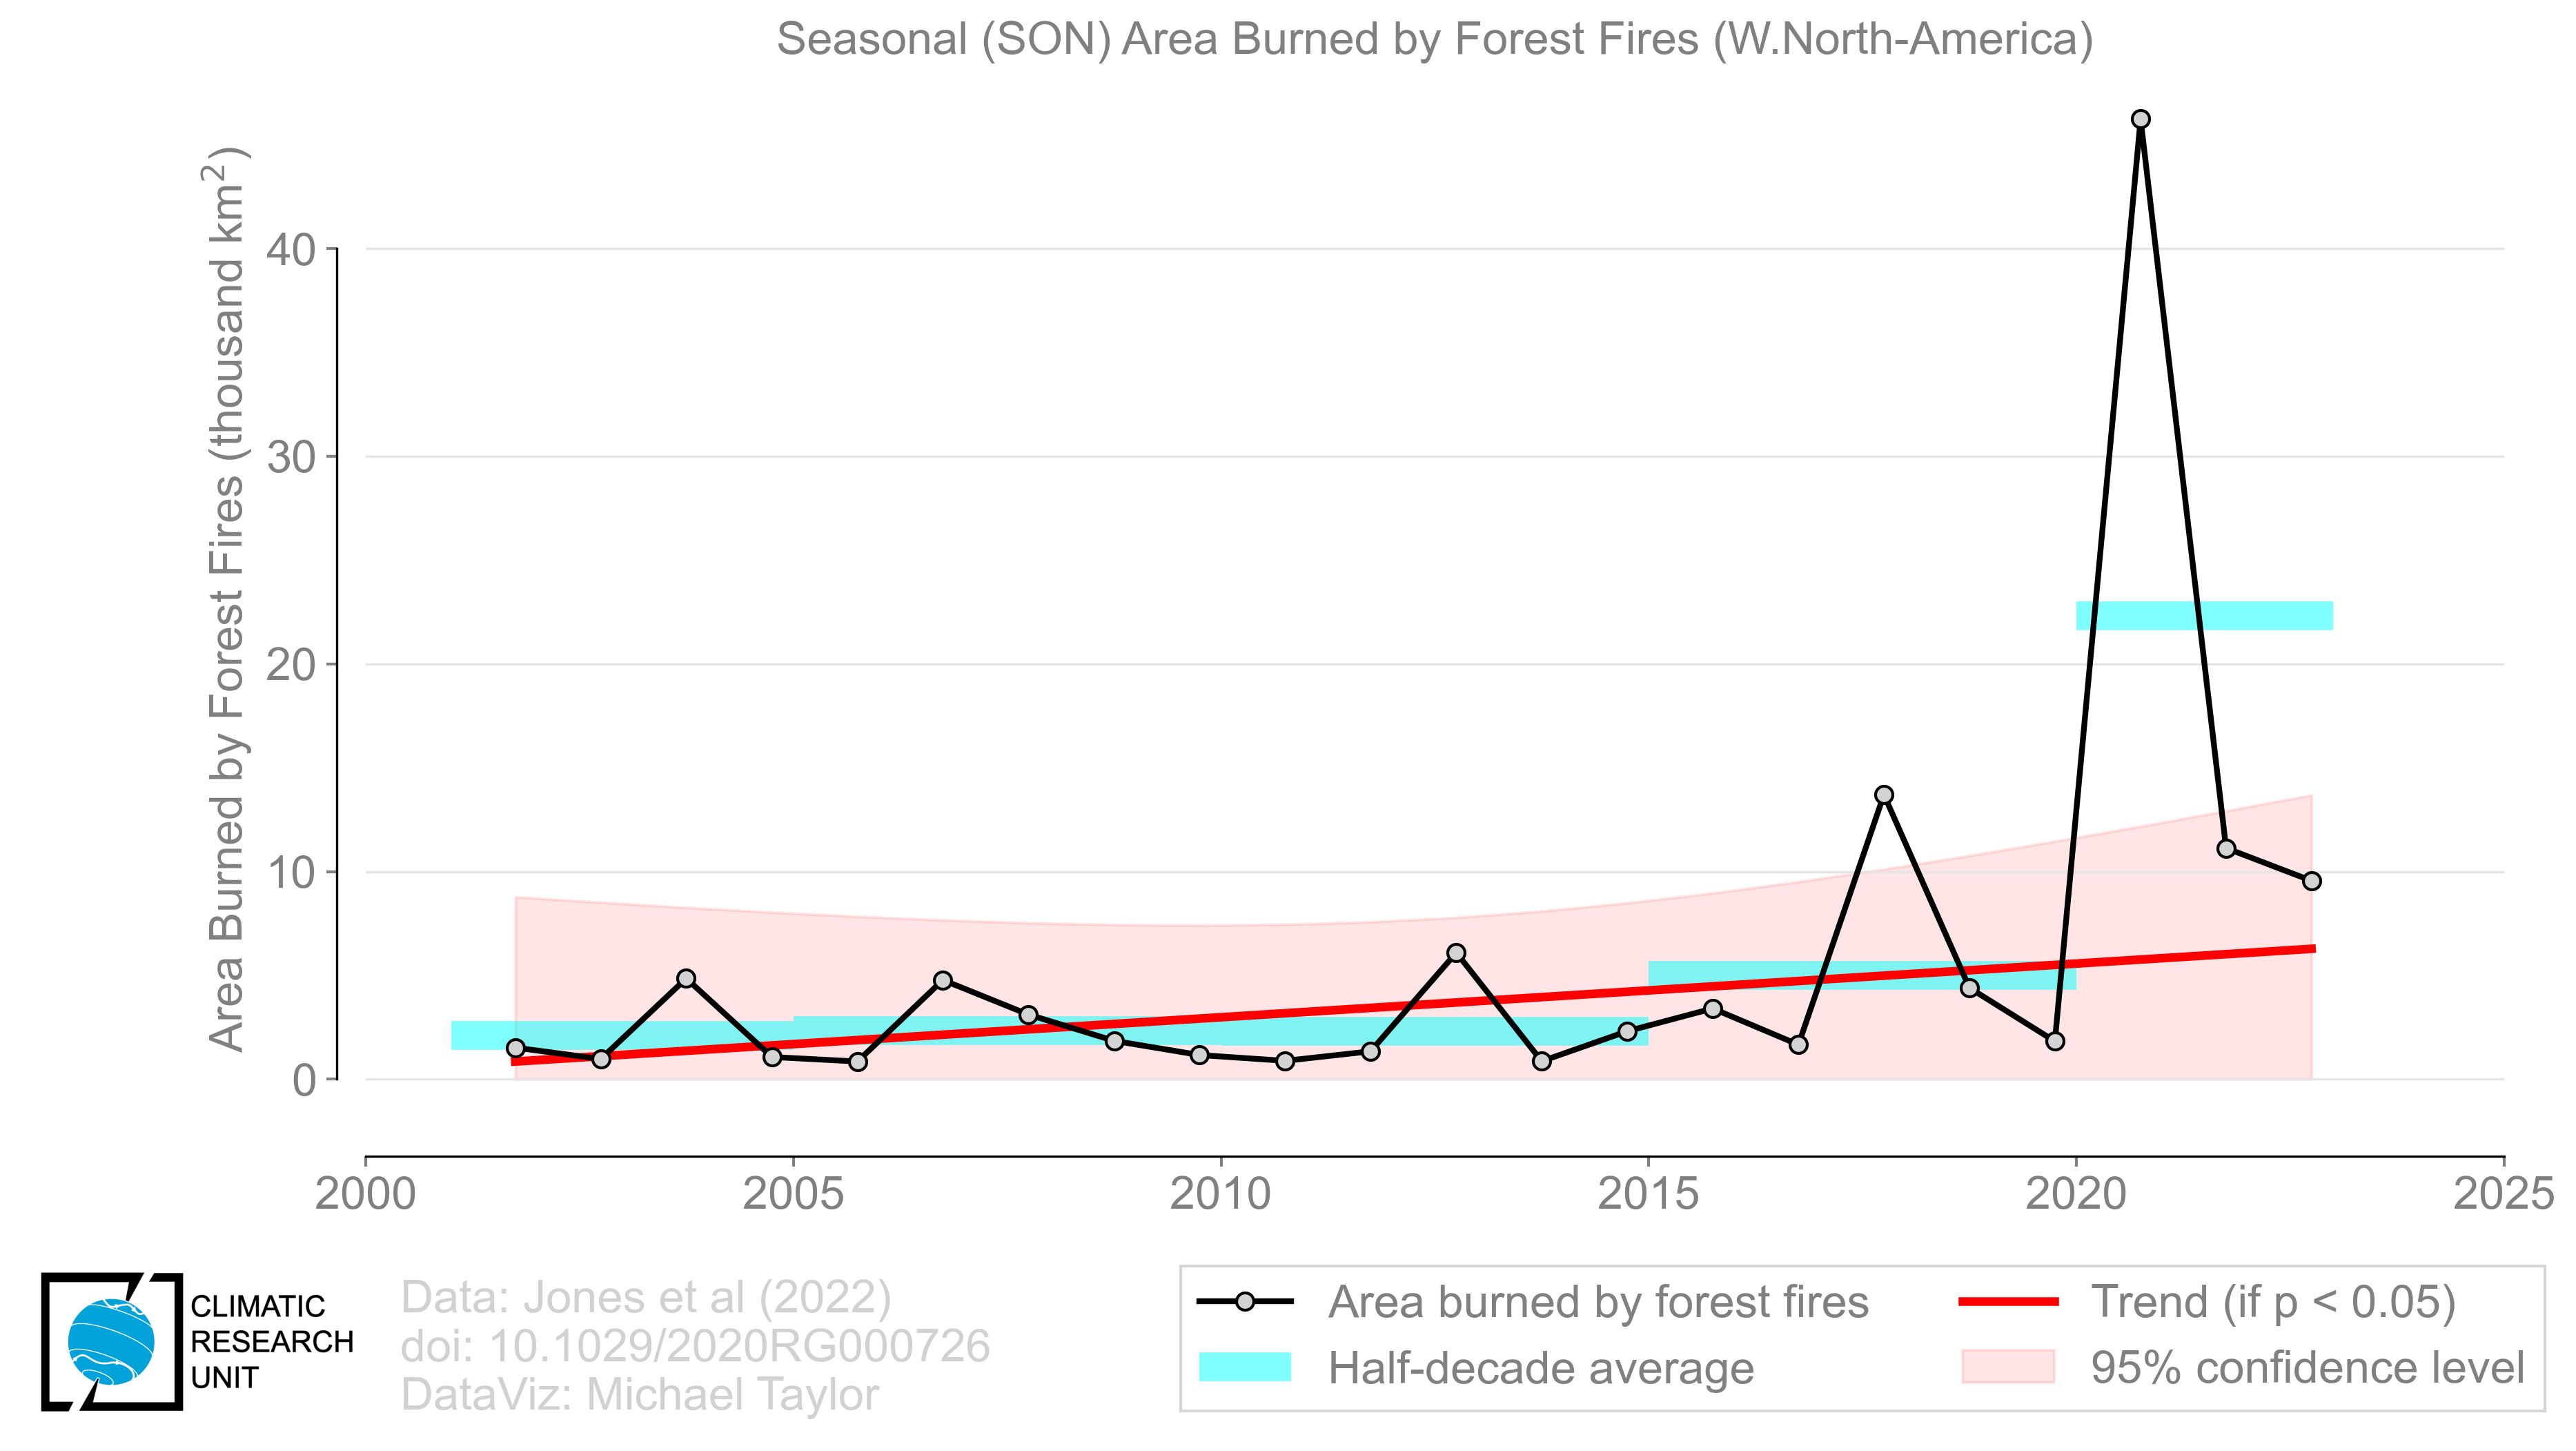 Seasonal (SON) Area Burned by Forest Fires (W.North-America)
Area Burned by Forest Fires (thousand km²)
40
30
20
10
0
2000
2005
2010
2015
2020
2025
CLIMATIC
RESEARCH
UNIT
Data: Jones et al (2022)
doi: 10.1029/2020RG000726
DataViz: Michael Taylor
Area burned by forest fires
Half-decade average
Trend (if p < 0.05)
95% confidence level